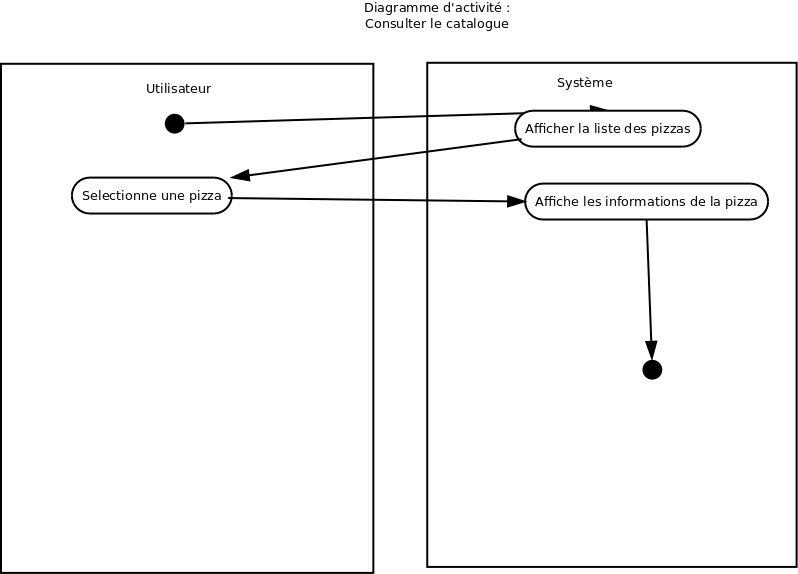 Diagramme d'activité :
Consulter le catalogue
Utilisateur
Système
Afficher la liste des pizzas
Selectionne une pizza
Affiche les informations de la pizza